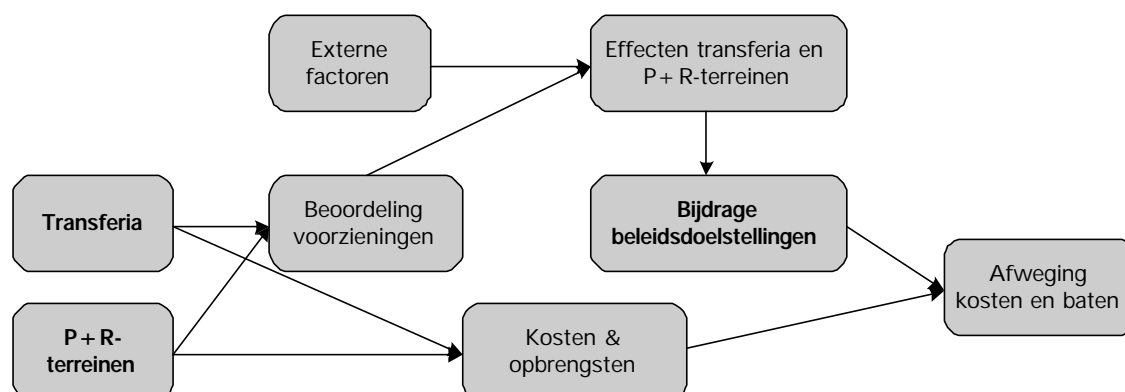 Externe
factoren
Effecten transferia en
P+R-terreinen
Transferia
Beoordeling
voorzieningen
Bijdrage
beleidsdoelstellingen
Afweging
kosten en baten
P+R-
terreinen
Kosten &
opbrengsten